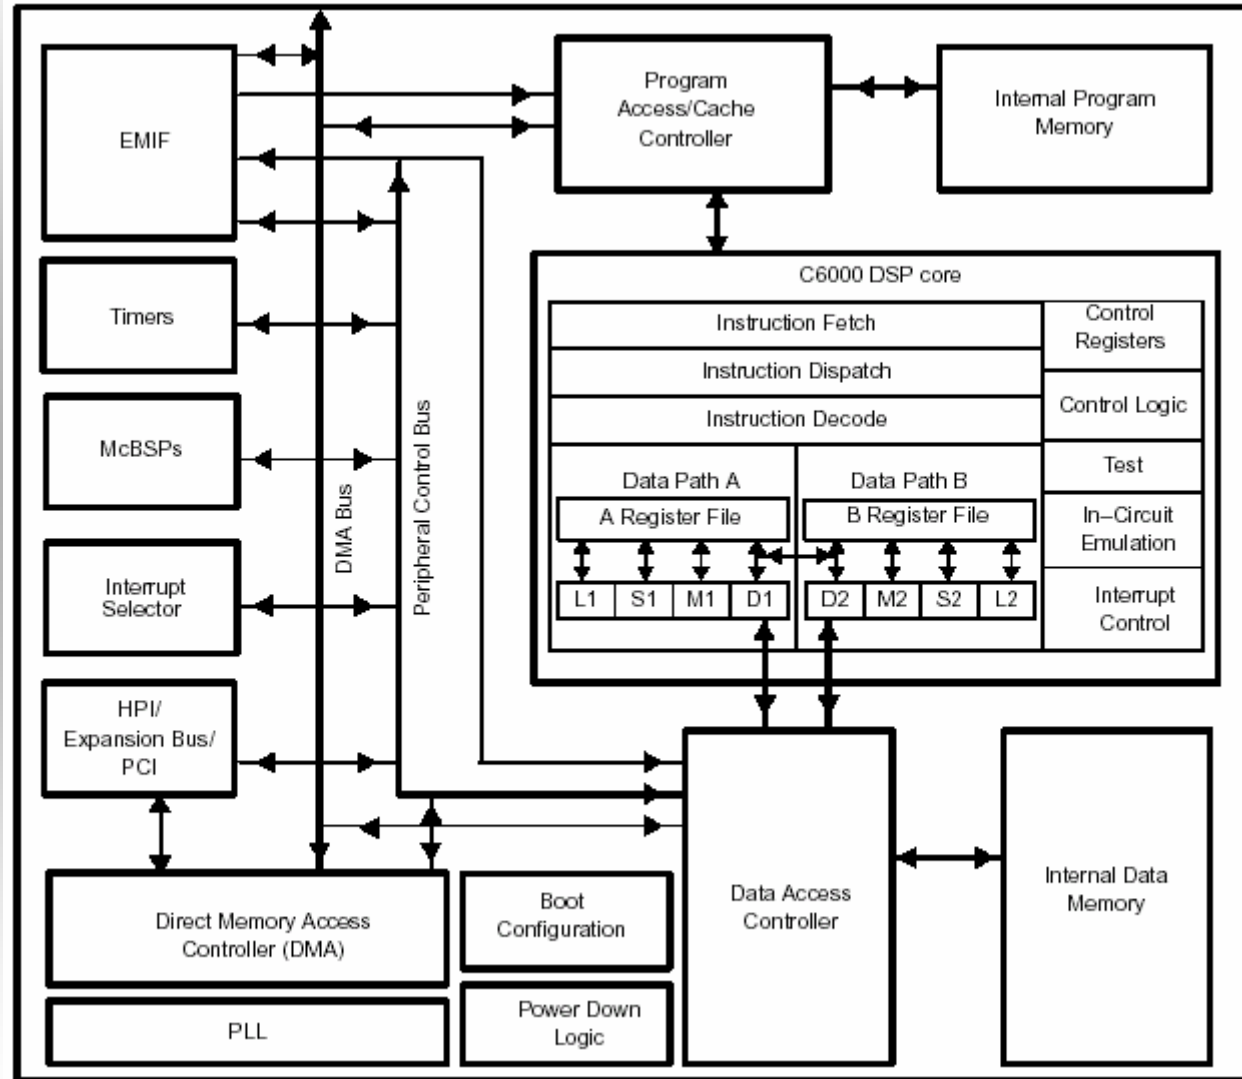 EMIF
Program
Access/Cache
Controller
Internal Program
Memory
Timers
McBSPs
Interrupt
Selector
HPI/
Expansion Bus/
PCI
DMA Bus
Peripheral Control Bus
C6000 DSP core
Instruction Fetch
Instruction Dispatch
Instruction Decode
Control
Registers
Control Logic
Test
In–Circuit
Emulation
Interrupt
Control
Data Path A
A Register File
L1 S1 M1 D1
Data Path B
B Register File
D2 M2 S2 L2
Direct Memory Access
Controller (DMA)
PLL
Boot
Configuration
Power Down
Logic
Data Access
Controller
Internal Data
Memory